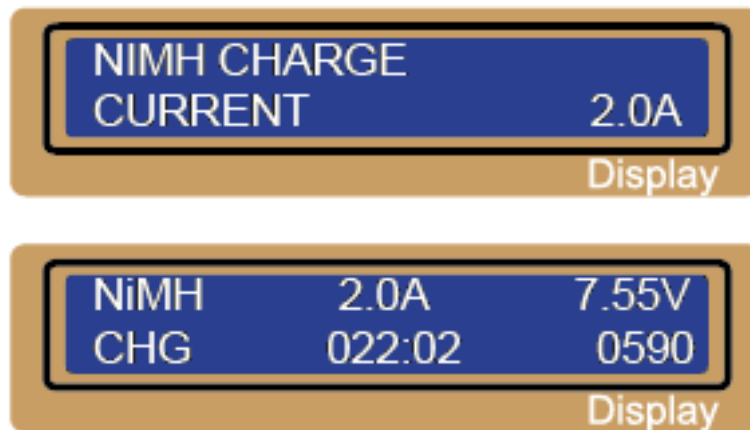 NIMH CHARGE
CURRENT 2.0A
Display
NiMH 2.0A 7.55V
CHG 022:02 0590
Display